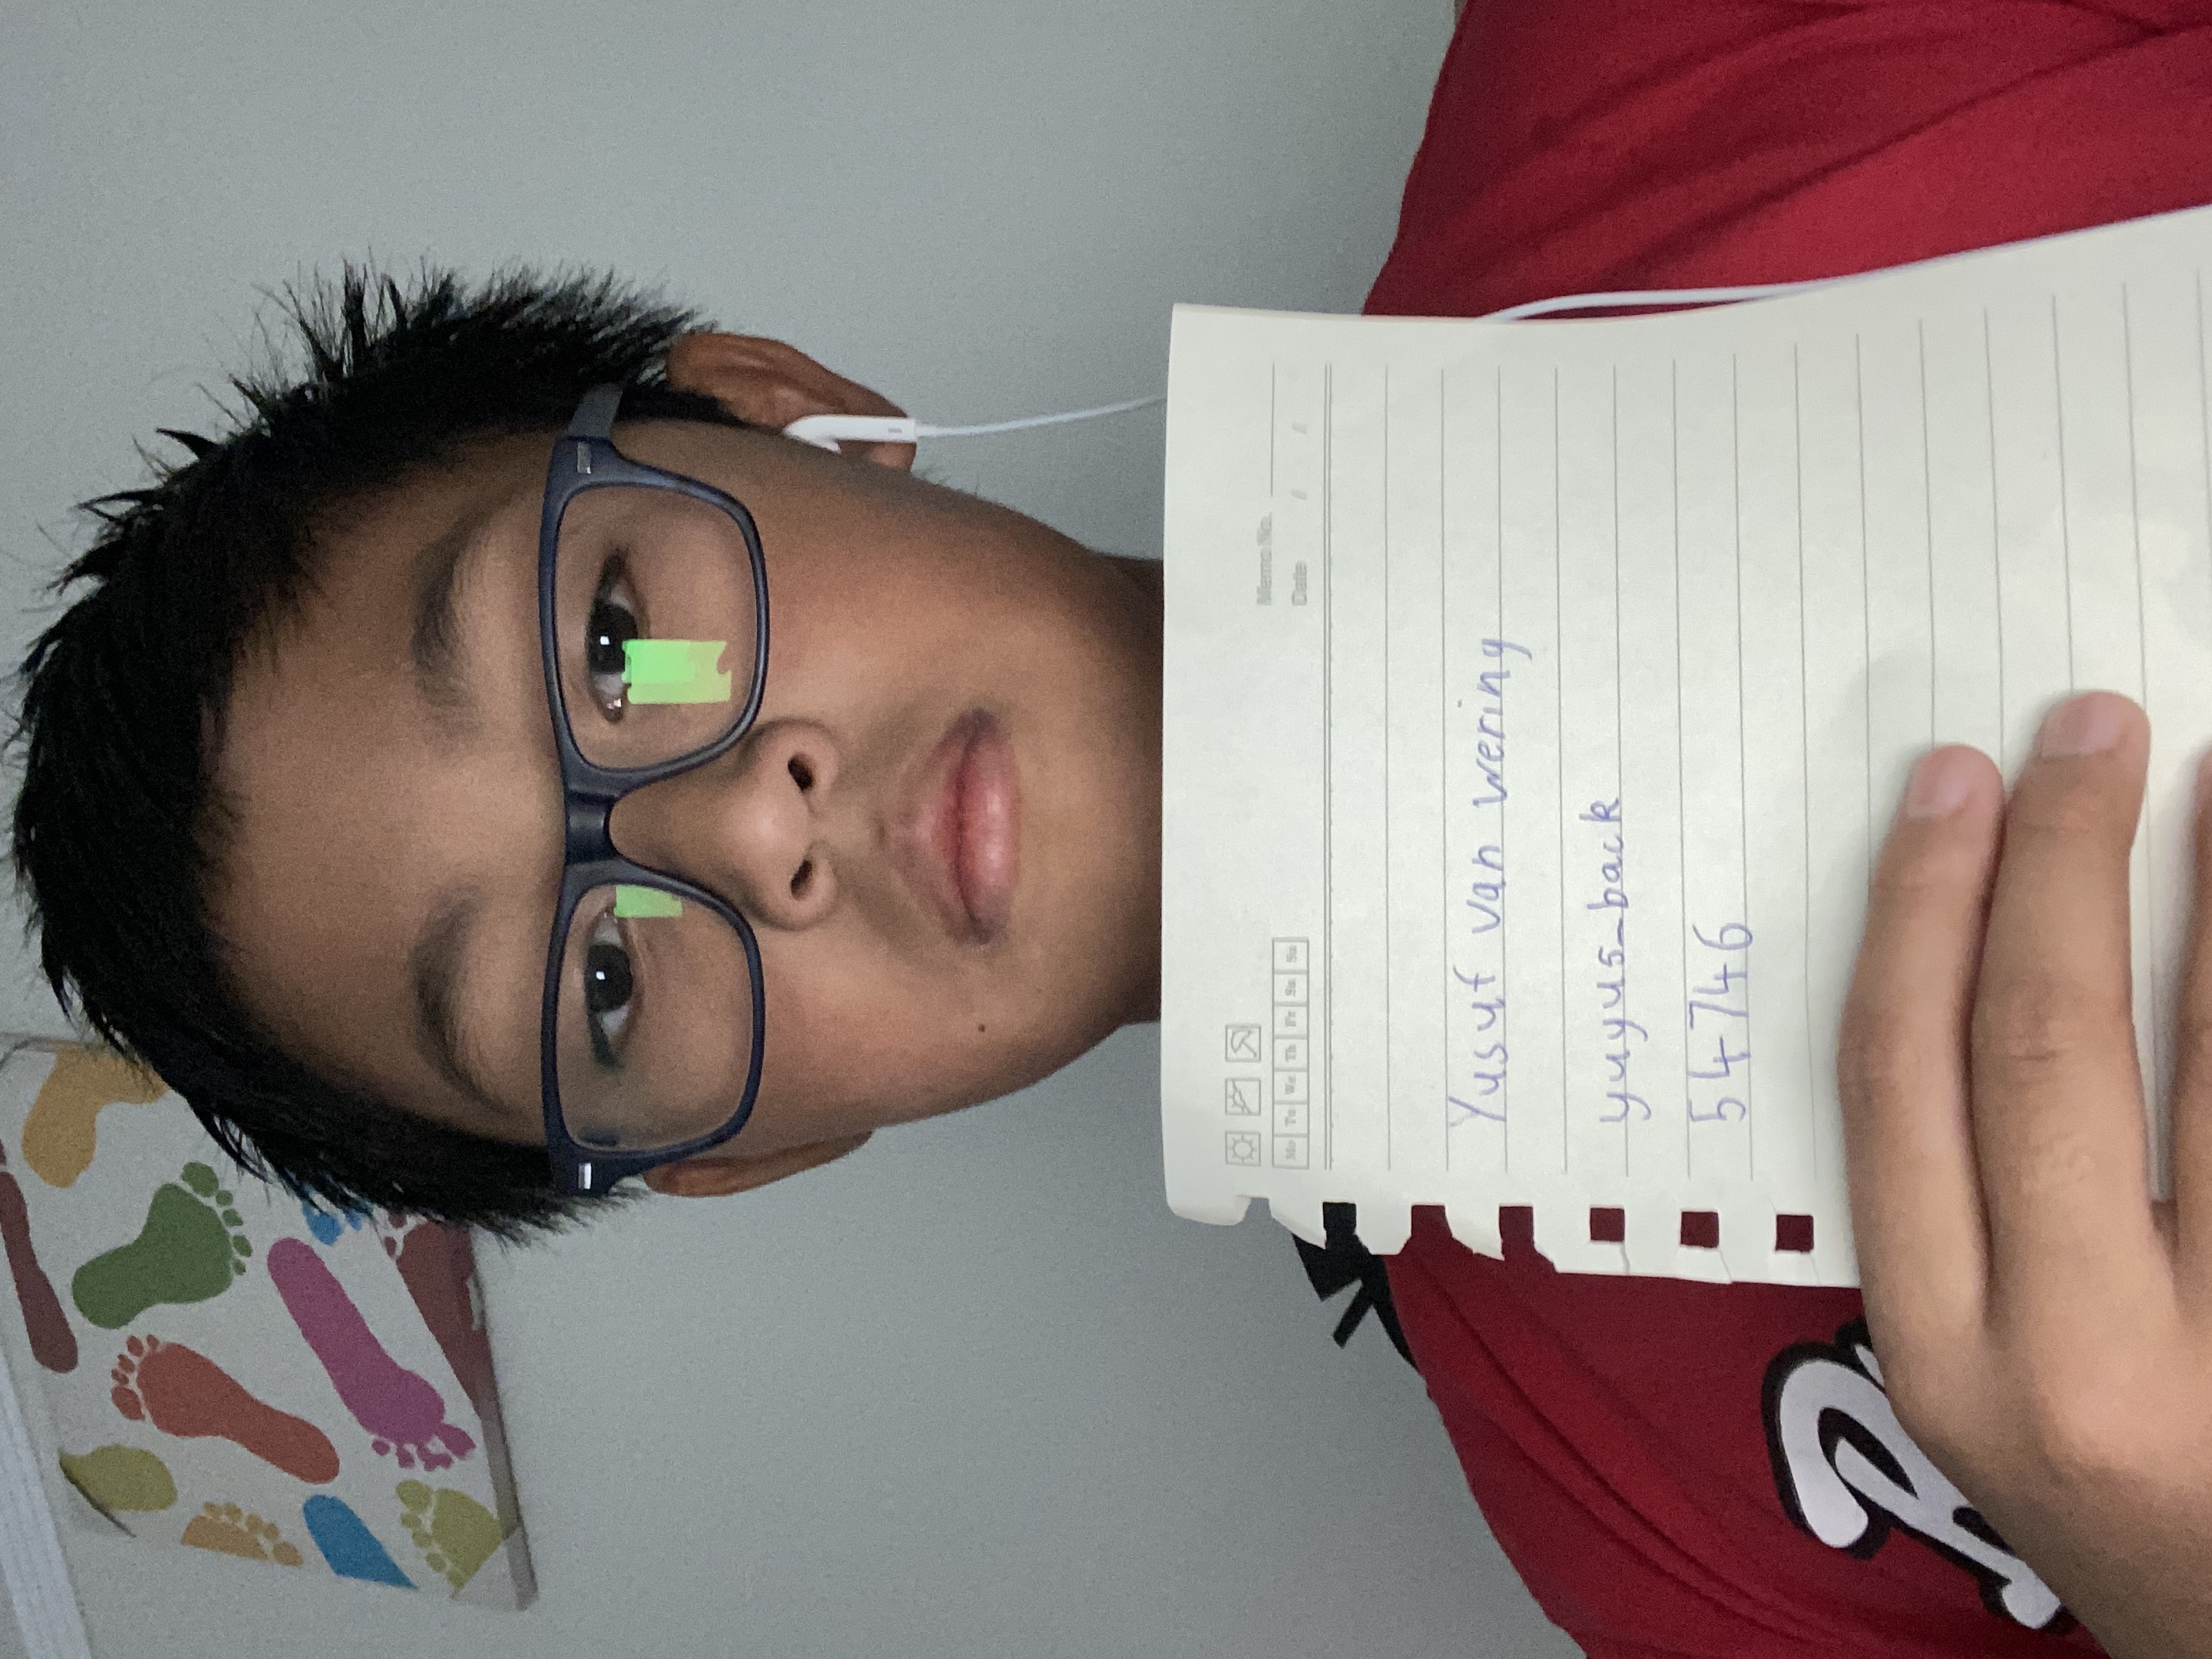 Mo Tu We Th Fr Sa Su
Memo No.
Date / /
Yusuf van wering
yuyus_back
54746